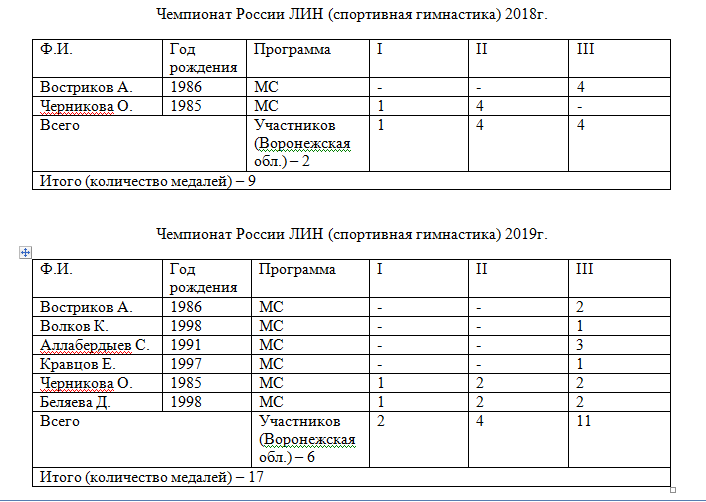 Чемпионат России ЛИН (спортивная гимнастика) 2018г.
Ф.И. Год рождения Программа I II III
Востриков А. 1986 МС - - 4
Черникова О. 1985 МС 1 4 -
Всего Участников (Воронежская обл.) – 2 1 4 4
Итого (количество медалей) – 9
Чемпионат России ЛИН (спортивная гимнастика) 2019г.
Ф.И. Год рождения Программа I II III
Востриков А. 1986 МС - - 2
Волков К. 1998 МС - - 1
Аллабердыев С. 1991 МС - - 3
Кравцов Е. 1997 МС - - 1
Черникова О. 1985 МС 1 2 2
Беляева Д. 1998 МС 1 2 2
Всего Участников (Воронежская обл.) – 6 2 4 11
Итого (количество медалей) – 17